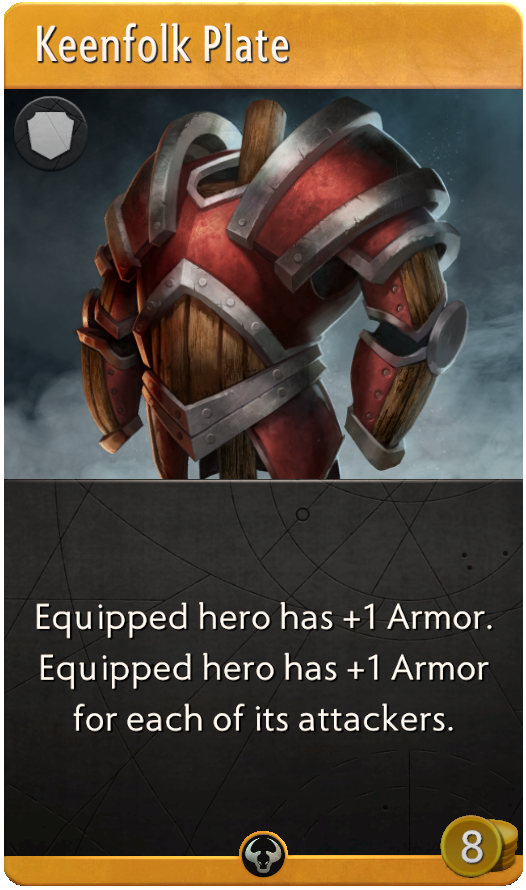 Keenfolk Plate
Equipped hero has +1 Armor.
Equipped hero has +1 Armor
for each of its attackers.
8